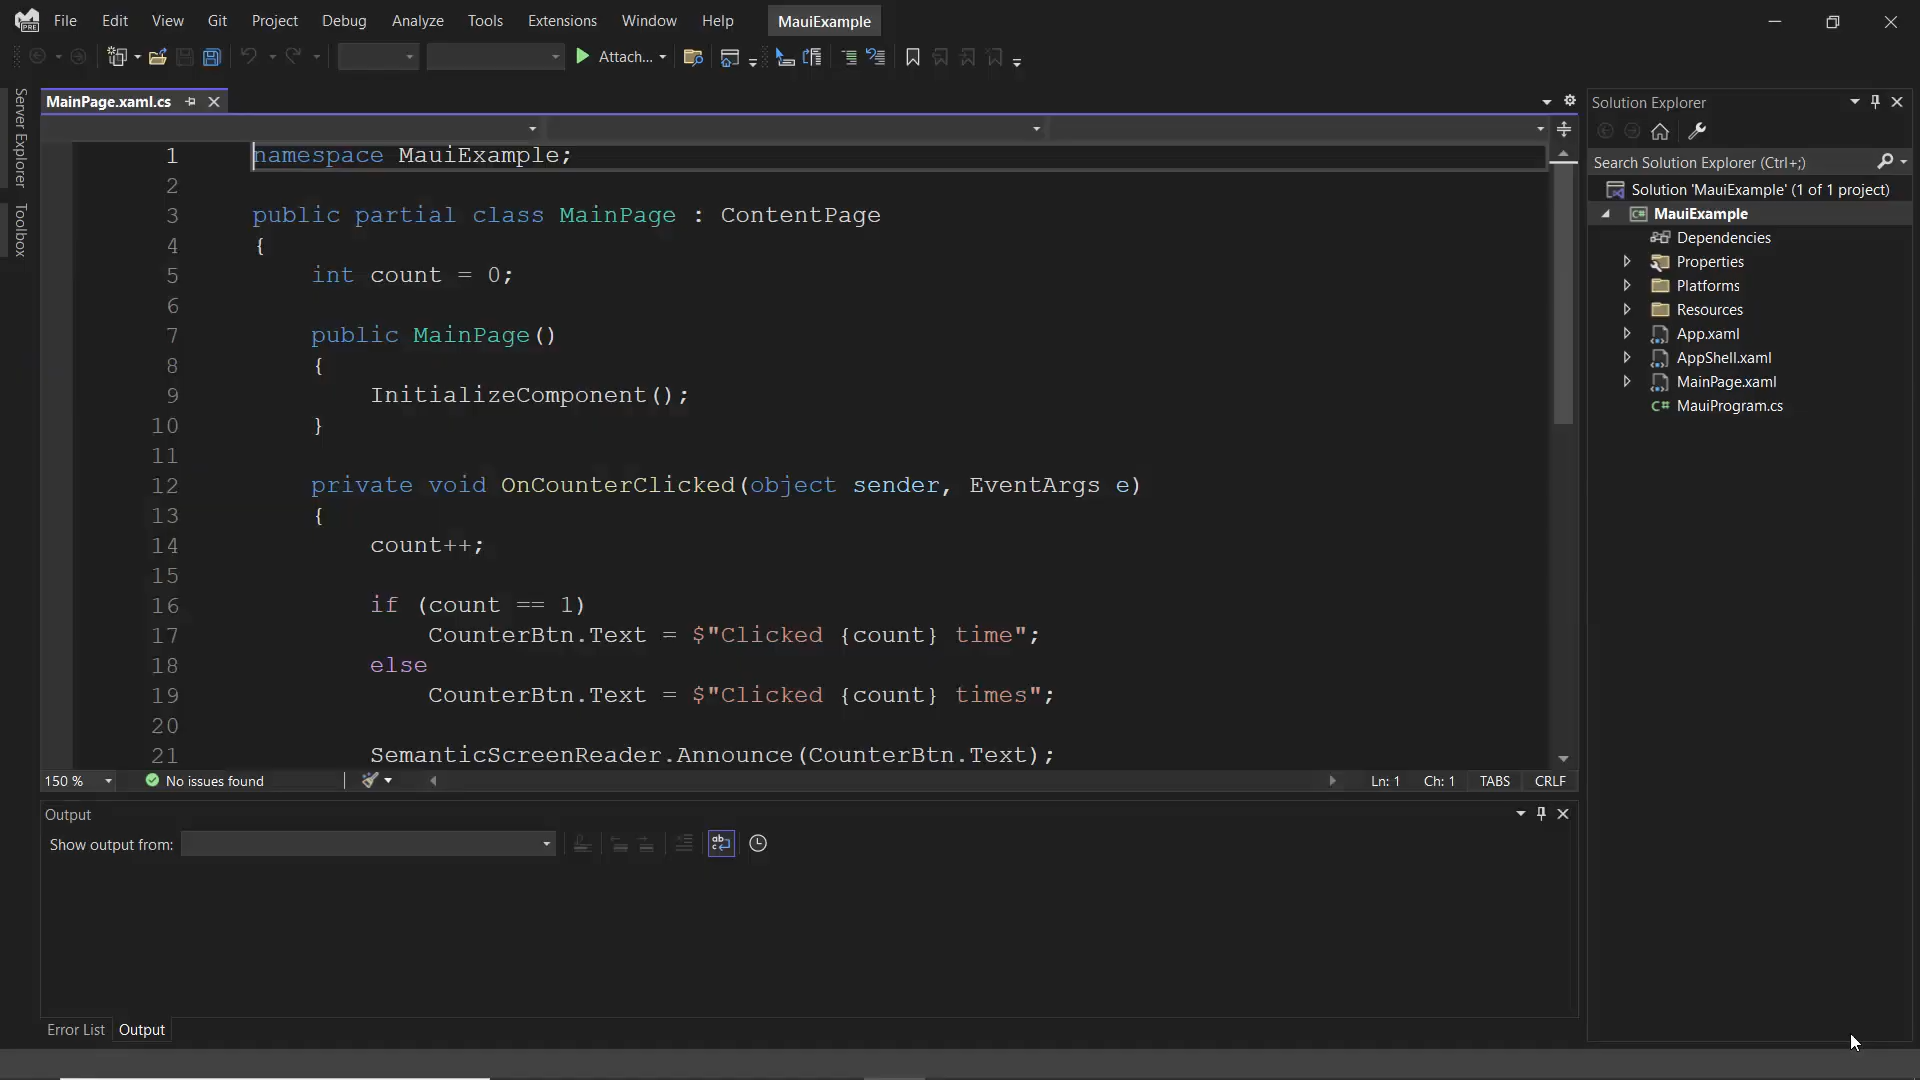 File Edit View Git Project Debug Analyze Tools Extensions Window Help MauiExample
PRE
Attach...
Server Explorer
Toolbox
MainPage.xaml.cs
1 namespace MauiExample;
2
3 public partial class MainPage : ContentPage
4 {
5 int count = 0;
6
7 public MainPage()
8 {
9 InitializeComponent();
10 }
11
12 private void OnCounterClicked(object sender, EventArgs e)
13 {
14 count++;
15
16 if (count == 1)
17 CounterBtn.Text = $"Clicked {count} time";
18 else
19 CounterBtn.Text = $"Clicked {count} times";
20
21 SemanticScreenReader.Announce(CounterBtn.Text);
150 % No issues found Ln: 1 Ch: 1 TABS CRLF
Output
Show output from:
Error List Output
Solution Explorer
Search Solution Explorer (Ctrl+;)
Solution 'MauiExample' (1 of 1 project)
C# MauiExample
Dependencies
Properties
Platforms
Resources
App.xaml
AppShell.xaml
MainPage.xaml
C# MauiProgram.cs